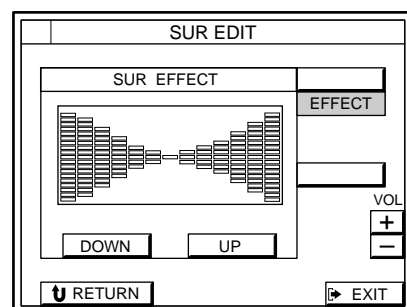 SUR EDIT
SUR EFFECT
EFFECT
VOL
+
DOWN UP −
RETURN EXIT